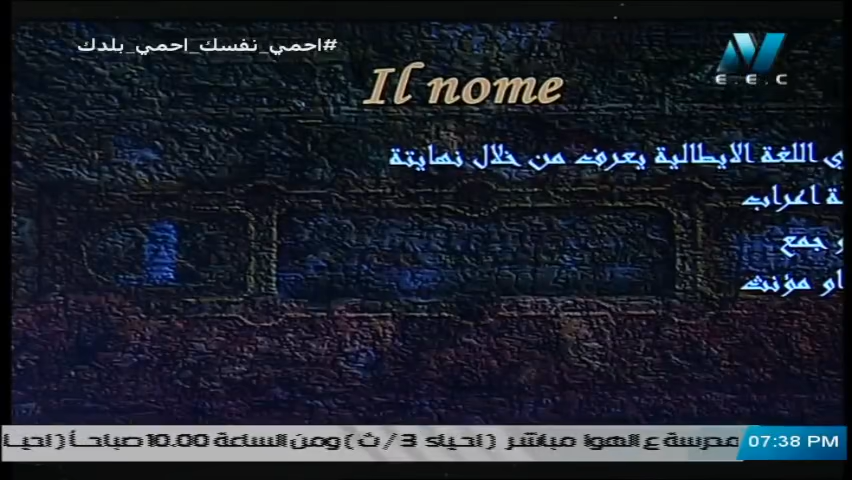 #احمي_نفسك_احمي_بلدك
E.E.C
Il nome
اللغة الايطالية يعرف من خلال نهايتة
اعراب
جمع
او مؤنث
مدرسة ع الهوا مباشر (احياء 3/ث) ومن الساعة 10.00 صباحاً (احيا
07:38 PM